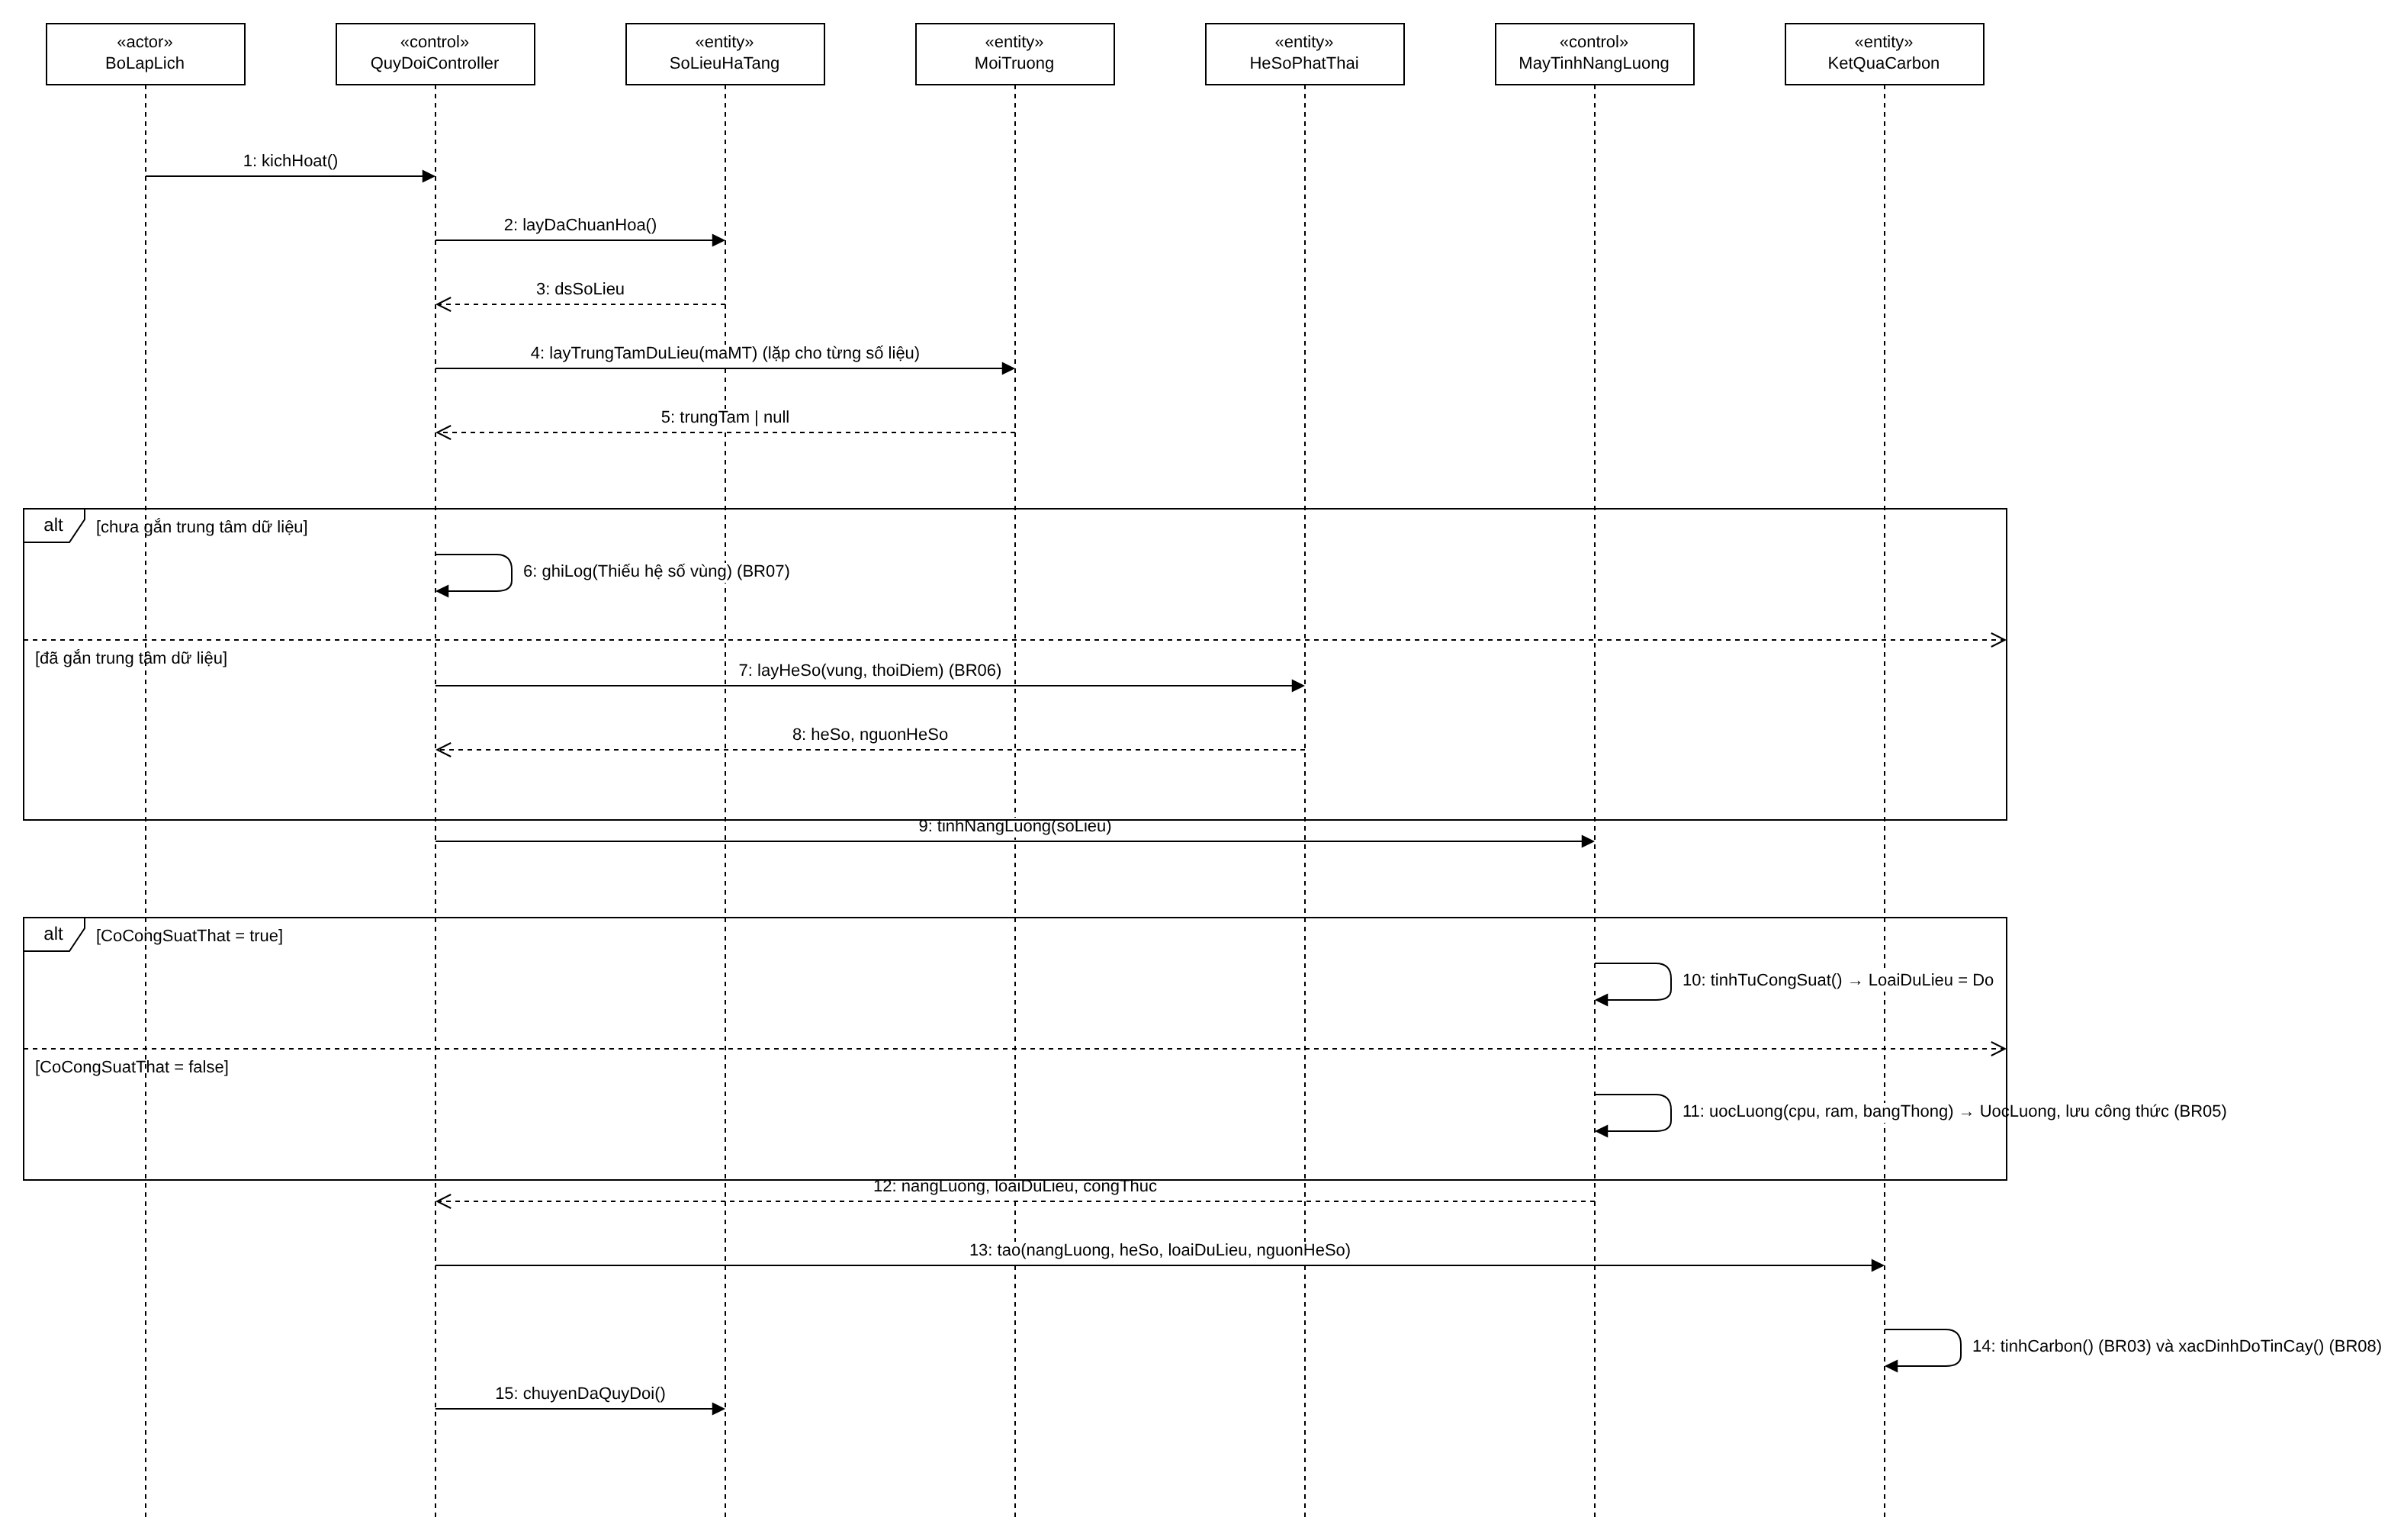 «actor»
BoLapLich
«control»
QuyDoiController
«entity»
SoLieuHaTang
«entity»
MoiTruong
«entity»
HeSoPhatThai
«control»
MayTinhNangLuong
«entity»
KetQuaCarbon
1: kichHoat()
2: layDaChuanHoa()
3: dsSoLieu
4: layTrungTamDuLieu(maMT) (lặp cho từng số liệu)
5: trungTam | null
alt
[chưa gắn trung tâm dữ liệu]
6: ghiLog(Thiếu hệ số vùng) (BR07)
[đã gắn trung tâm dữ liệu]
7: layHeSo(vung, thoiDiem) (BR06)
8: heSo, nguonHeSo
9: tinhNangLuong(soLieu)
alt
[CoCongSuatThat = true]
10: tinhTuCongSuat() → LoaiDuLieu = Do
[CoCongSuatThat = false]
11: uocLuong(cpu, ram, bangThong) → UocLuong, lưu công thức (BR05)
12: nangLuong, loaiDuLieu, congThuc
13: tao(nangLuong, heSo, loaiDuLieu, nguonHeSo)
14: tinhCarbon() (BR03) và xacDinhDoTinCay() (BR08)
15: chuyenDaQuyDoi()